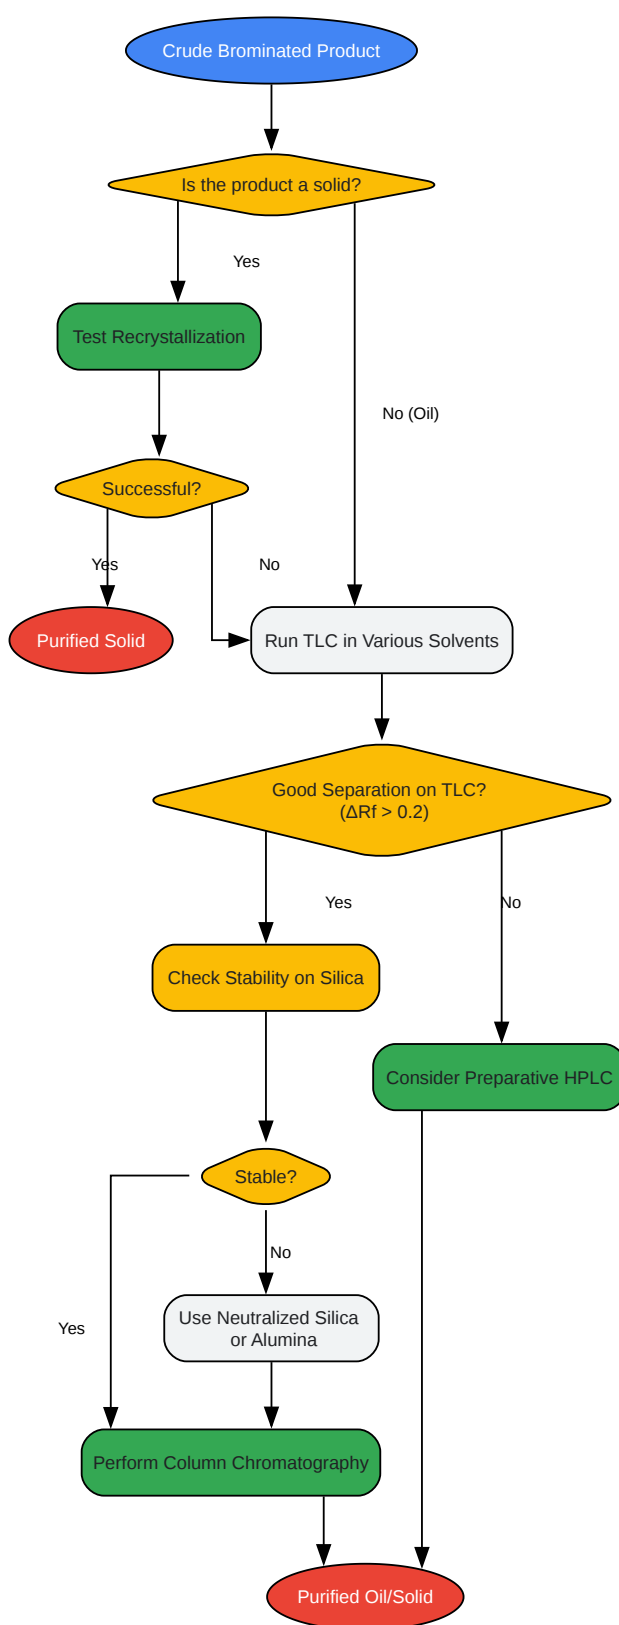 Crude Brominated Product
Is the product a solid?
Yes
Test Recrystallization
No (Oil)
Successful?
Yes
No
Purified Solid
Run TLC in Various Solvents
Good Separation on TLC?
(ΔRf > 0.2)
Yes
No
Check Stability on Silica
Consider Preparative HPLC
Stable?
No
Use Neutralized Silica
or Alumina
Yes
Perform Column Chromatography
Purified Oil/Solid